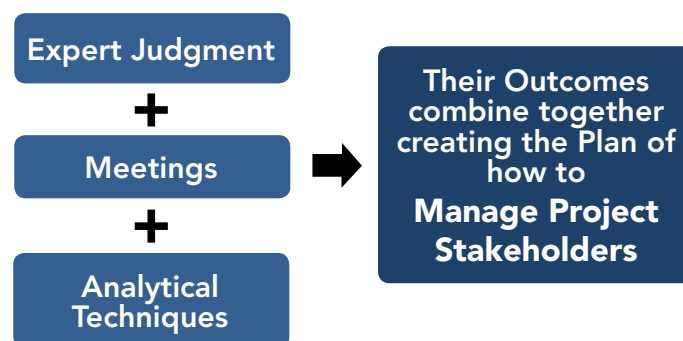 Expert Judgment
+
Meetings
+
Analytical
Techniques
Their Outcomes
combine together
creating the Plan of
how to
Manage Project
Stakeholders